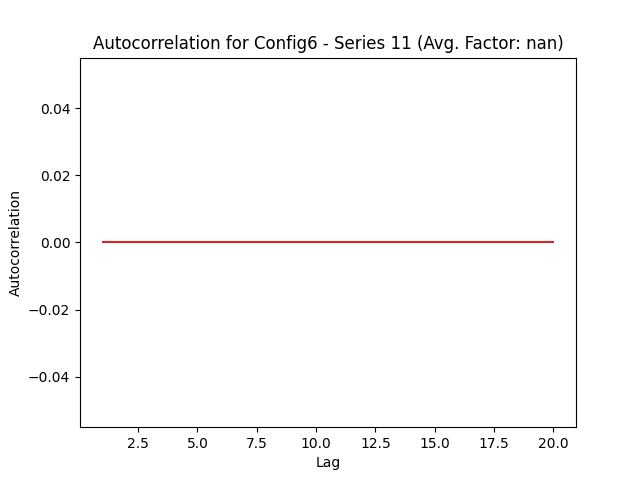 Autocorrelation for Config6 - Series 11 (Avg. Factor: nan)
Autocorrelation
0.04
0.02
0.00
−0.02
−0.04
2.5 5.0 7.5 10.0 12.5 15.0 17.5 20.0
Lag